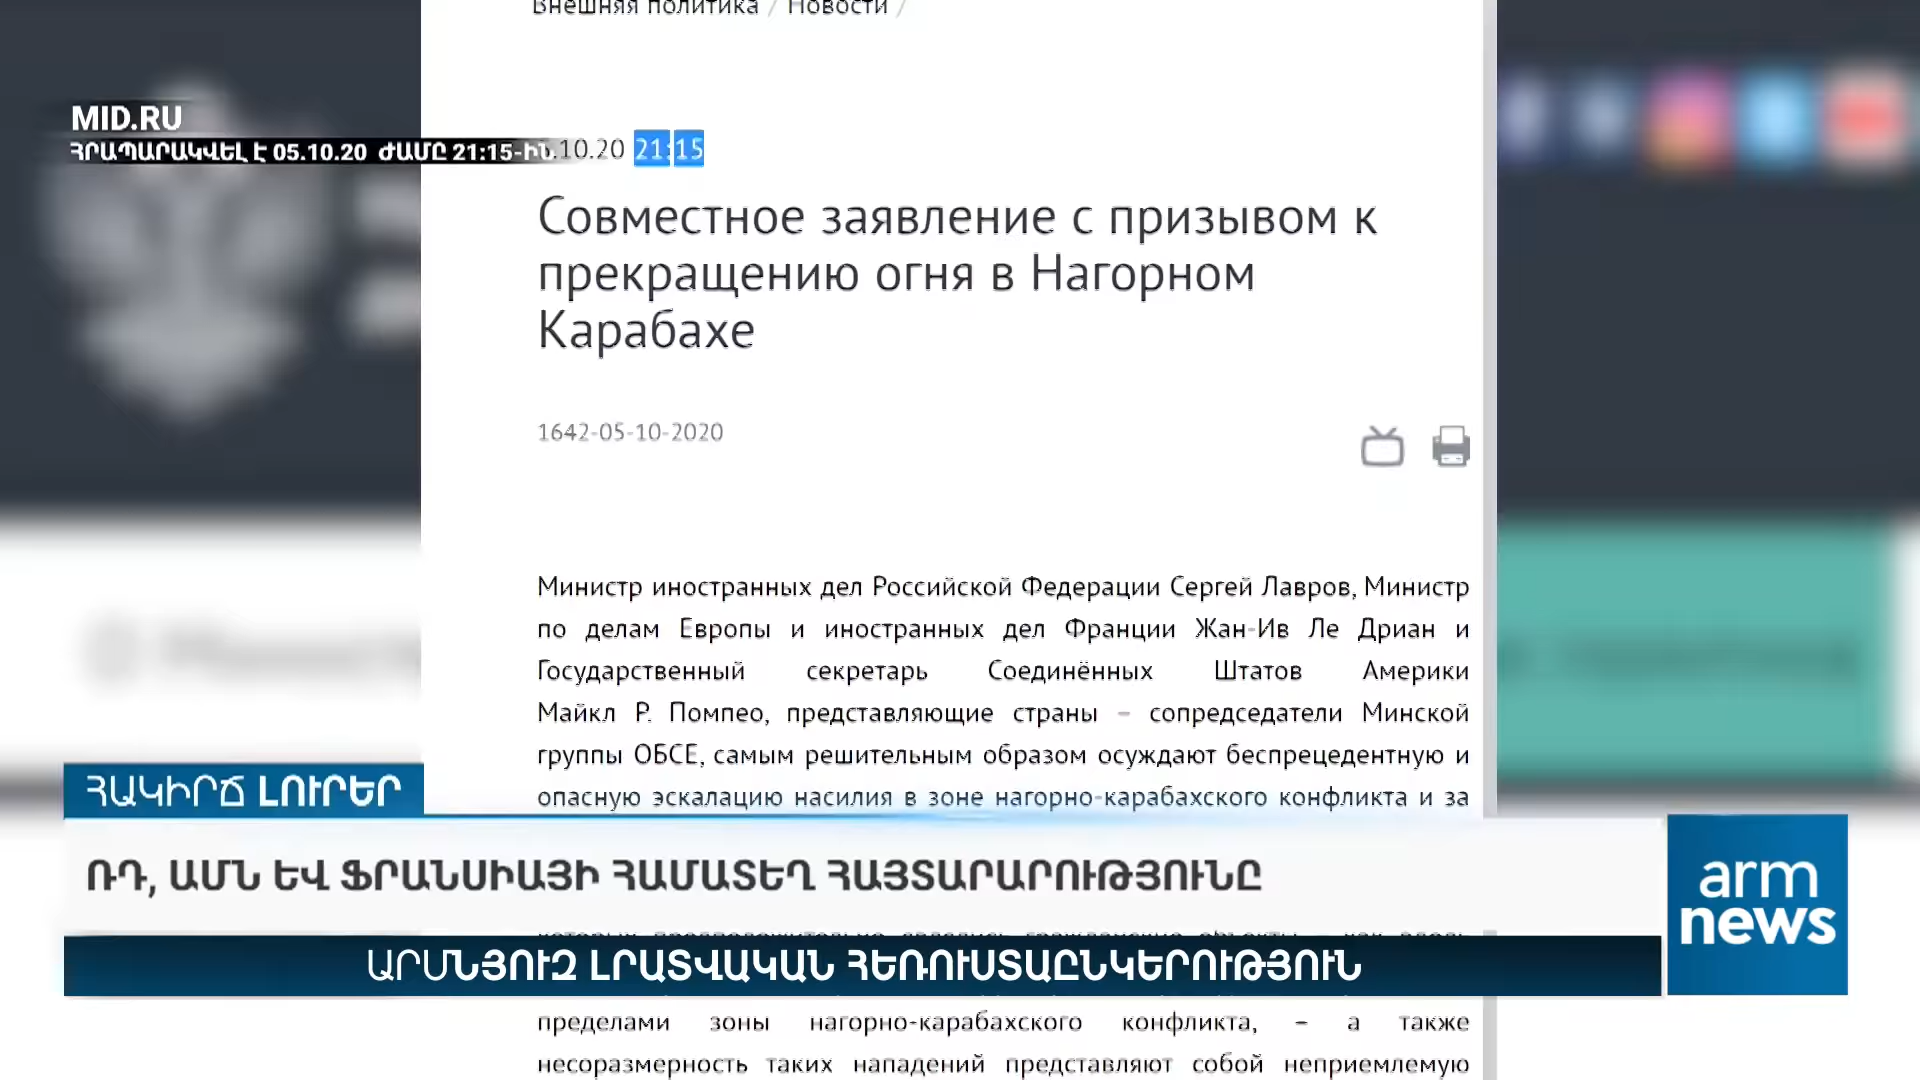 Внешняя политика / Новости /
MID.RU
ՀՐԱՊԱՐԱԿՎԵԼ Է 05.10.20 ԺԱՄԸ 21:15-ԻՆ
.10.20 21:15
Совместное заявление с призывом к
прекращению огня в Нагорном
Карабахе
1642-05-10-2020
Министр иностранных дел Российской Федерации Сергей Лавров, Министр
по делам Европы и иностранных дел Франции Жан-Ив Ле Дриан и
Государственный секретарь Соединённых Штатов Америки
Майкл Р. Помпео, представляющие страны – сопредседатели Минской
группы ОБСЕ, самым решительным образом осуждают беспрецедентную и
опасную эскалацию насилия в зоне нагорно-карабахского конфликта и за
ՀԱԿԻՐՃ ԼՈՒՐԵՐ
ՌԴ, ԱՄՆ ԵՎ ՖՐԱՆՍԻԱՅԻ ՀԱՄԱՏԵՂ ՀԱՅՏԱՐԱՐՈՒԹՅՈՒՆԸ
arm
news
ԱՐՄՆՅՈՒԶ ԼՐԱՏՎԱԿԱՆ ՀԵՌՈՒՍՏԱԸՆԿԵՐՈՒԹՅՈՒՆ
пределами зоны нагорно-карабахского конфликта, – а также
несоразмерность таких нападений представляют собой неприемлемую